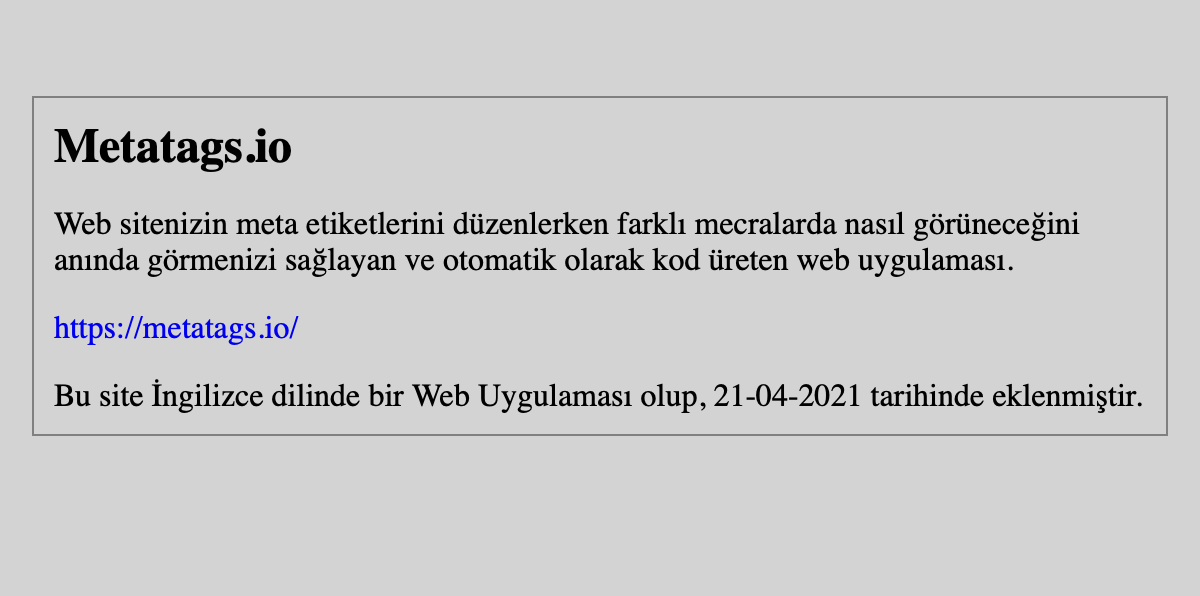 Metatags.io
Web sitenizin meta etiketlerini düzenlerken farklı mecralarda nasıl görüneceğini
anında görmenizi sağlayan ve otomatik olarak kod üreten web uygulaması.
https://metatags.io/
Bu site İngilizce dilinde bir Web Uygulaması olup, 21-04-2021 tarihinde eklenmiştir.